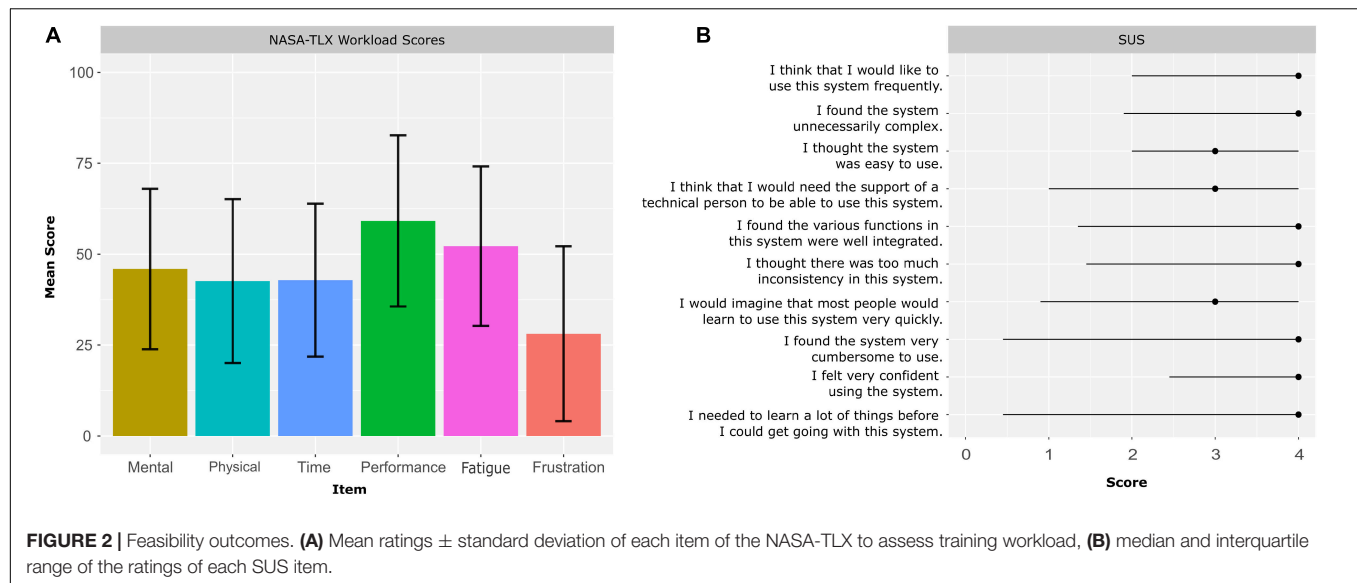 A
NASA-TLX Workload Scores
100
75
50
25
0
Mean Score
Mental Physical Time Performance Fatigue Frustration
Item
B
SUS
I think that I would like to
use this system frequently.
I found the system
unnecessarily complex.
I thought the system
was easy to use.
I think that I would need the support of a
technical person to be able to use this system.
I found the various functions in
this system were well integrated.
I thought there was too much
inconsistency in this system.
I would imagine that most people would
learn to use this system very quickly.
I found the system very
cumbersome to use.
I felt very confident
using the system.
I needed to learn a lot of things before
I could get going with this system.
0 1 2 3 4
Score
FIGURE 2 | Feasibility outcomes. (A) Mean ratings ± standard deviation of each item of the NASA-TLX to assess training workload, (B) median and interquartile
range of the ratings of each SUS item.